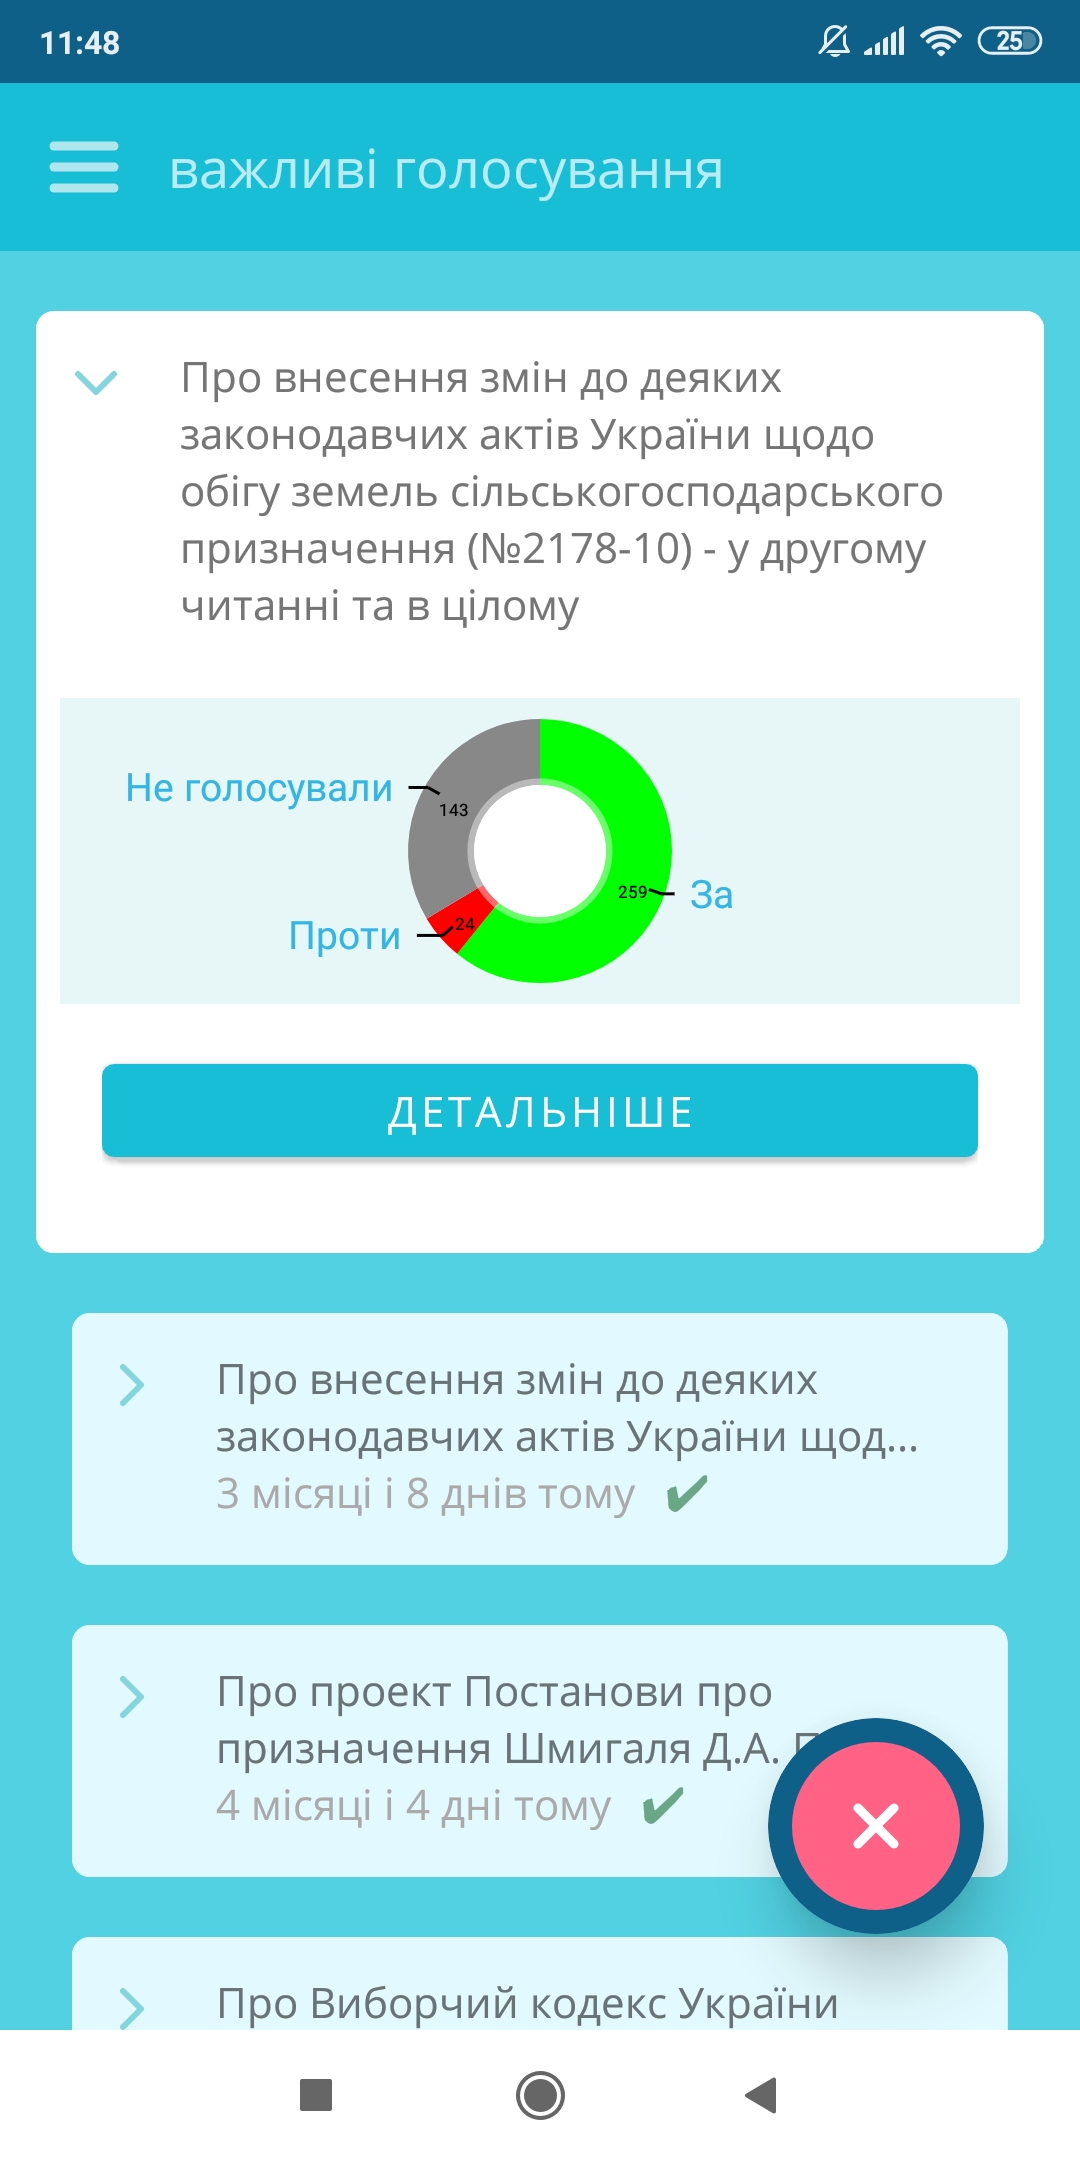 11:48
25
важливі голосування
Про внесення змін до деяких
законодавчих актів України щодо
обігу земель сільськогосподарського
призначення (№2178-10) - у другому
читанні та в цілому
Не голосували
143
259
За
24
Проти
ДЕТАЛЬНІШЕ
Про внесення змін до деяких
законодавчих актів України щод...
3 місяці і 8 днів тому
Про проект Постанови про
призначення Шмигаля Д.А.
4 місяці і 4 дні тому
Про Виборчий кодекс України